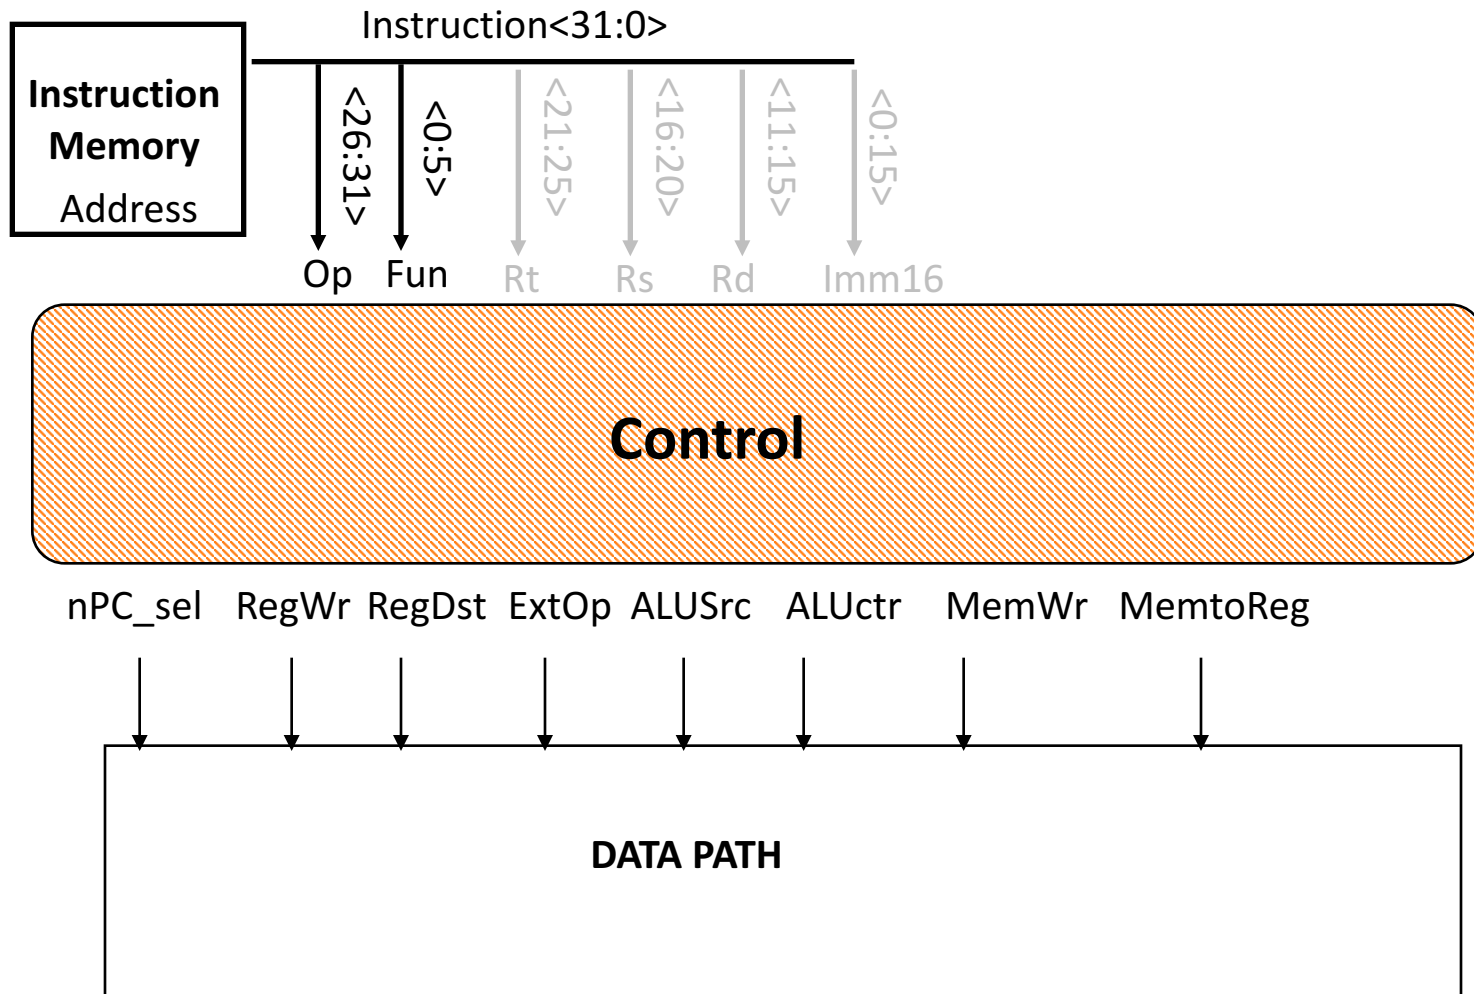 Instruction<31:0>
Instruction
Memory
Address
<26:31>
<0:5>
<21:25>
<16:20>
<11:15>
<0:15>
Op Fun Rt Rs Rd Imm16
Control
nPC_sel RegWr RegDst ExtOp ALUSrc ALUctr MemWr MemtoReg
DATA PATH